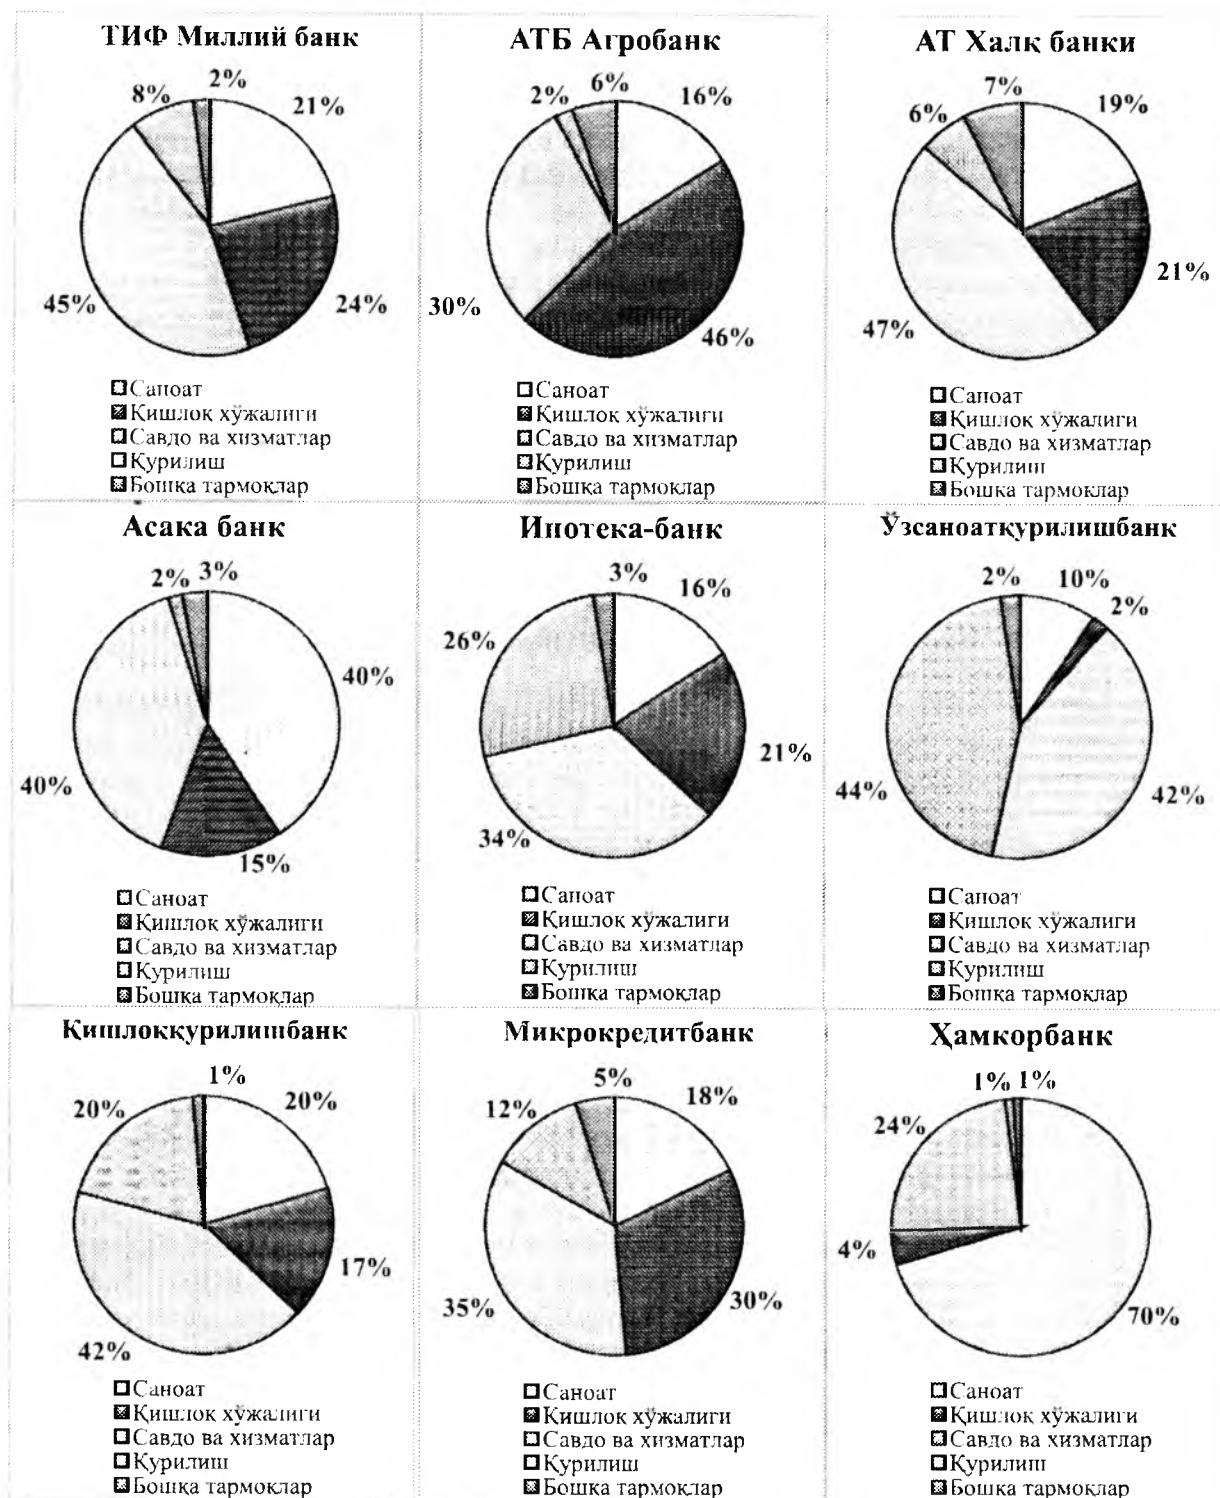 ТИФ Миллий банк
2%
8%
21%
45%
24%
Саноат
Қишлоқ хўжалиги
Савдо ва хизматлар
Қурилиш
Бошқа тармоқлар
АТБ Агробанк
6%
2%
16%
30%
46%
Саноат
Қишлоқ хўжалиги
Савдо ва хизматлар
Қурилиш
Бошқа тармоқлар
АТ Халқ банки
7%
6%
19%
21%
47%
Саноат
Қишлоқ хўжалиги
Савдо ва хизматлар
Қурилиш
Бошқа тармоқлар
Асака банк
2% 3%
40%
40%
15%
Саноат
Қишлоқ хўжалиги
Савдо ва хизматлар
Қурилиш
Бошқа тармоқлар
Ипотека-банк
3%
16%
26%
21%
34%
Саноат
Қишлоқ хўжалиги
Савдо ва хизматлар
Қурилиш
Бошқа тармоқлар
Ўзсаноатқурилишбанк
2%
10%
2%
44%
42%
Саноат
Қишлоқ хўжалиги
Савдо ва хизматлар
Қурилиш
Бошқа тармоқлар
Қишлоққурилишбанк
1%
20%
20%
17%
42%
Саноат
Қишлоқ хўжалиги
Савдо ва хизматлар
Қурилиш
Бошқа тармоқлар
Микрокредитбанк
5%
18%
12%
35%
30%
Саноат
Қишлоқ хўжалиги
Савдо ва хизматлар
Қурилиш
Бошқа тармоқлар
Ҳамкорбанк
1% 1%
24%
4%
70%
Саноат
Қишлоқ хўжалиги
Савдо ва хизматлар
Қурилиш
Бошқа тармоқлар